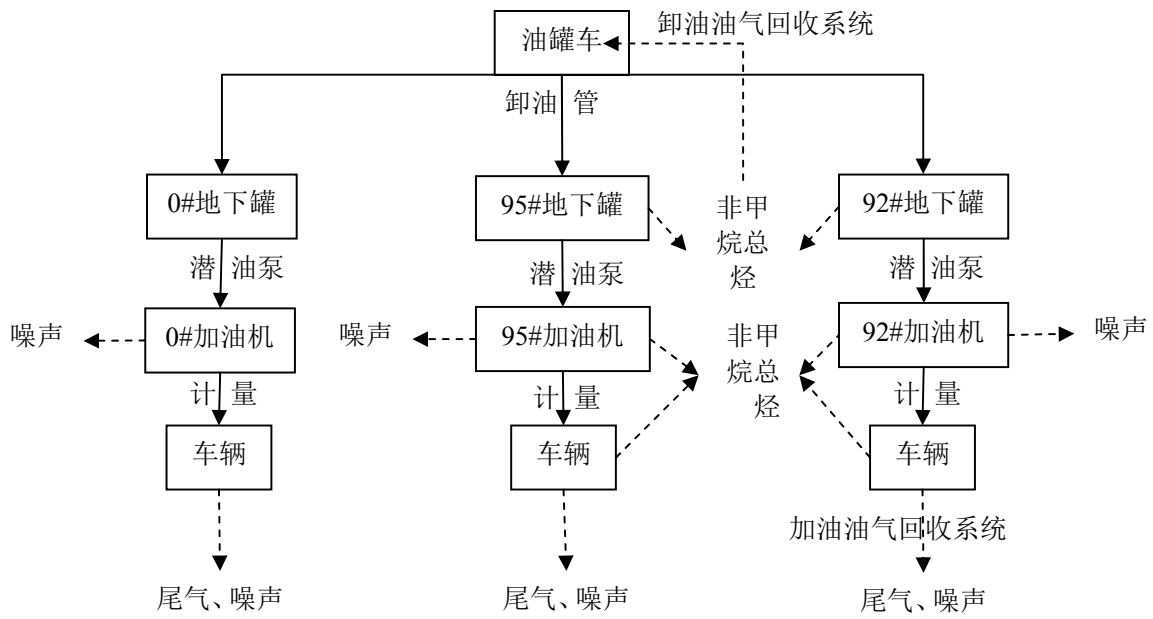 卸油油气回收系统
油罐车
卸油管
0#地下罐
95#地下罐
非甲
烷总
烃
92#地下罐
潜油泵
潜油泵
潜油泵
噪声
0#加油机
噪声
95#加油机
非甲
烷总
烃
92#加油机
噪声
计量
计量
计量
车辆
车辆
车辆
加油油气回收系统
尾气、噪声
尾气、噪声
尾气、噪声